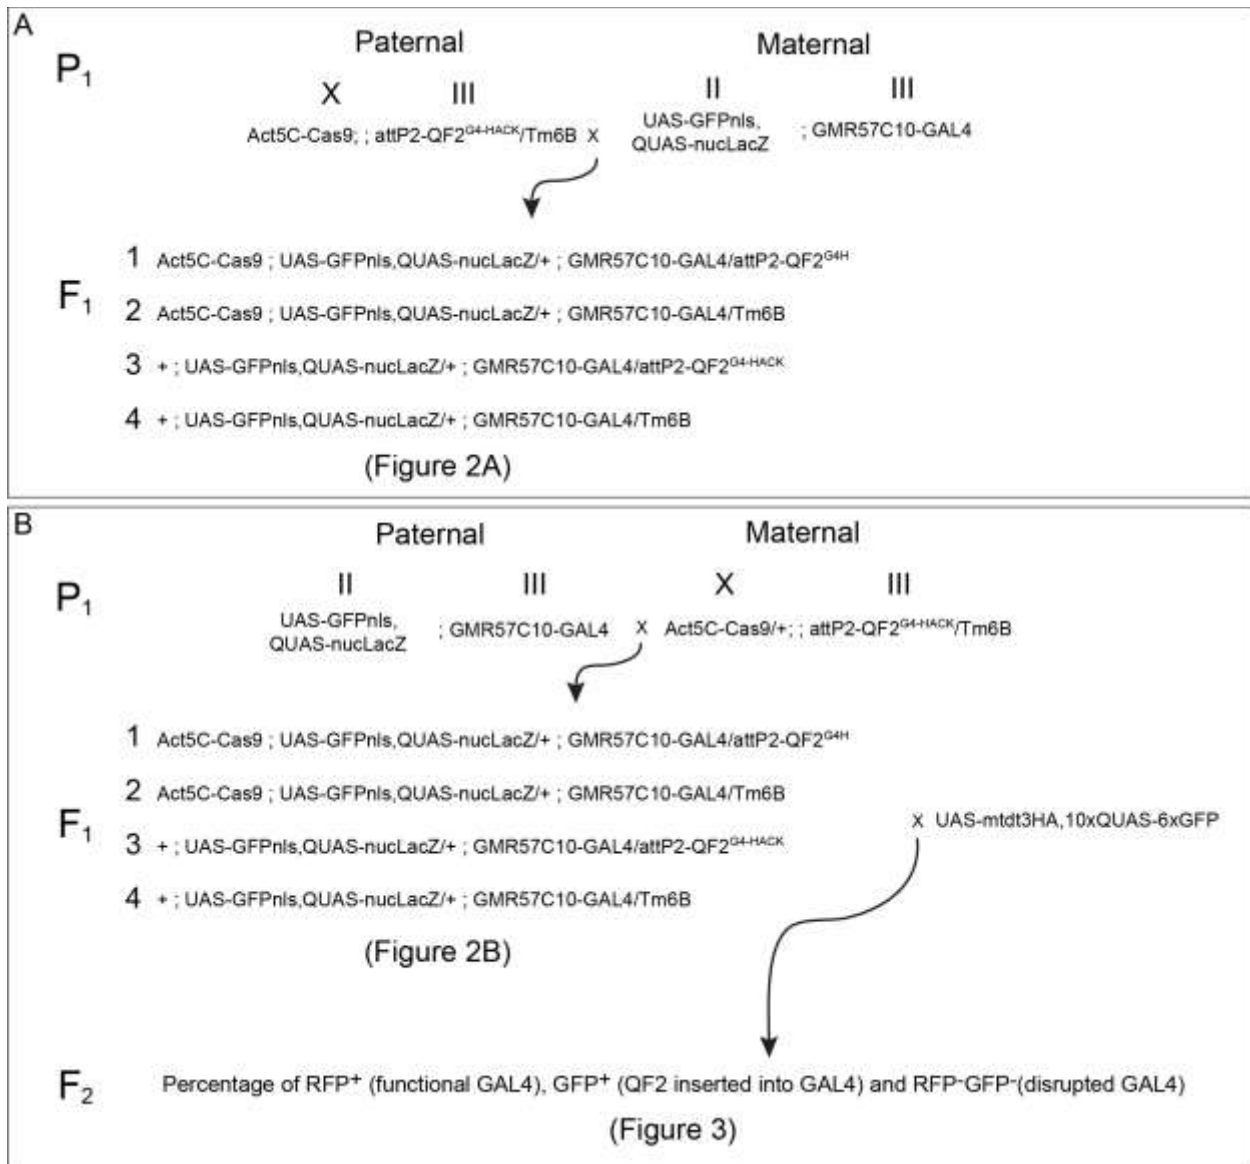 A
Paternal Maternal
P1
X III II III
Act5C-Cas9; ; attP2-QF2G4-HACK/Tm6B X UAS-GFPnls, QUAS-nucLacZ ; GMR57C10-GAL4
F1
1 Act5C-Cas9 ; UAS-GFPnls,QUAS-nucLacZ/+ ; GMR57C10-GAL4/attP2-QF2G4H
2 Act5C-Cas9 ; UAS-GFPnls,QUAS-nucLacZ/+ ; GMR57C10-GAL4/Tm6B
3 + ; UAS-GFPnls,QUAS-nucLacZ/+ ; GMR57C10-GAL4/attP2-QF2G4-HACK
4 + ; UAS-GFPnls,QUAS-nucLacZ/+ ; GMR57C10-GAL4/Tm6B
(Figure 2A)
B
Paternal Maternal
P1
II III X III
UAS-GFPnls, QUAS-nucLacZ ; GMR57C10-GAL4 X Act5C-Cas9/+; ; attP2-QF2G4-HACK/Tm6B
F1
1 Act5C-Cas9 ; UAS-GFPnls,QUAS-nucLacZ/+ ; GMR57C10-GAL4/attP2-QF2G4H
2 Act5C-Cas9 ; UAS-GFPnls,QUAS-nucLacZ/+ ; GMR57C10-GAL4/Tm6B
3 + ; UAS-GFPnls,QUAS-nucLacZ/+ ; GMR57C10-GAL4/attP2-QF2G4-HACK
4 + ; UAS-GFPnls,QUAS-nucLacZ/+ ; GMR57C10-GAL4/Tm6B
X UAS-mtdt3HA,10xQUAS-6xGFP
(Figure 2B)
F2
Percentage of RFP+ (functional GAL4), GFP+ (QF2 inserted into GAL4) and RFP-GFP-(disrupted GAL4)
(Figure 3)